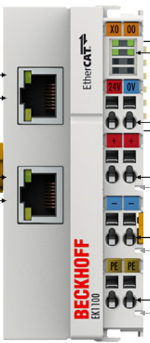 X0 00
EtherCAT.
24V 0V
+ +
− −
PE PE
BECKHOFF
EK1100